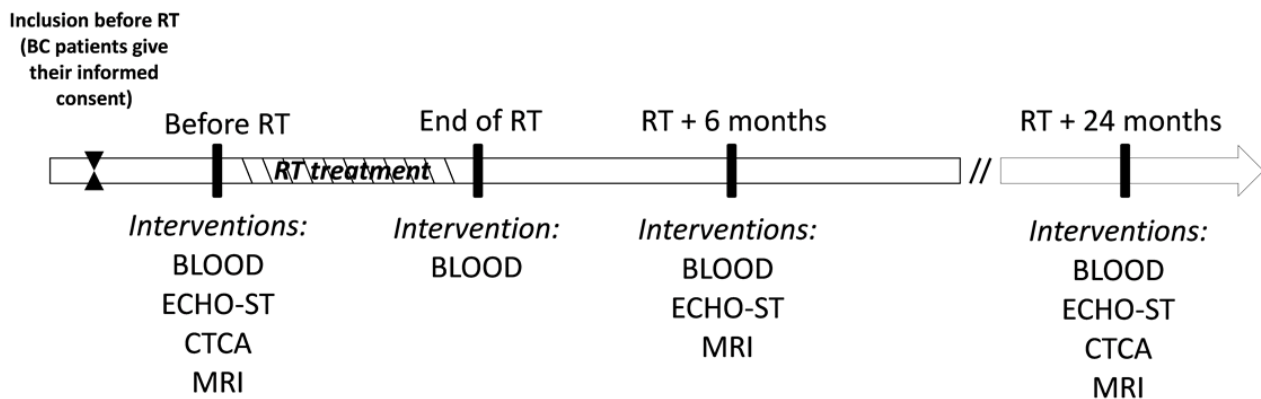 Inclusion before RT
(BC patients give
their informed
consent)
Before RT
End of RT
RT + 6 months
RT + 24 months
RT treatment
//
Interventions:
BLOOD
ECHO-ST
CTCA
MRI
Intervention:
BLOOD
Interventions:
BLOOD
ECHO-ST
MRI
Interventions:
BLOOD
ECHO-ST
CTCA
MRI